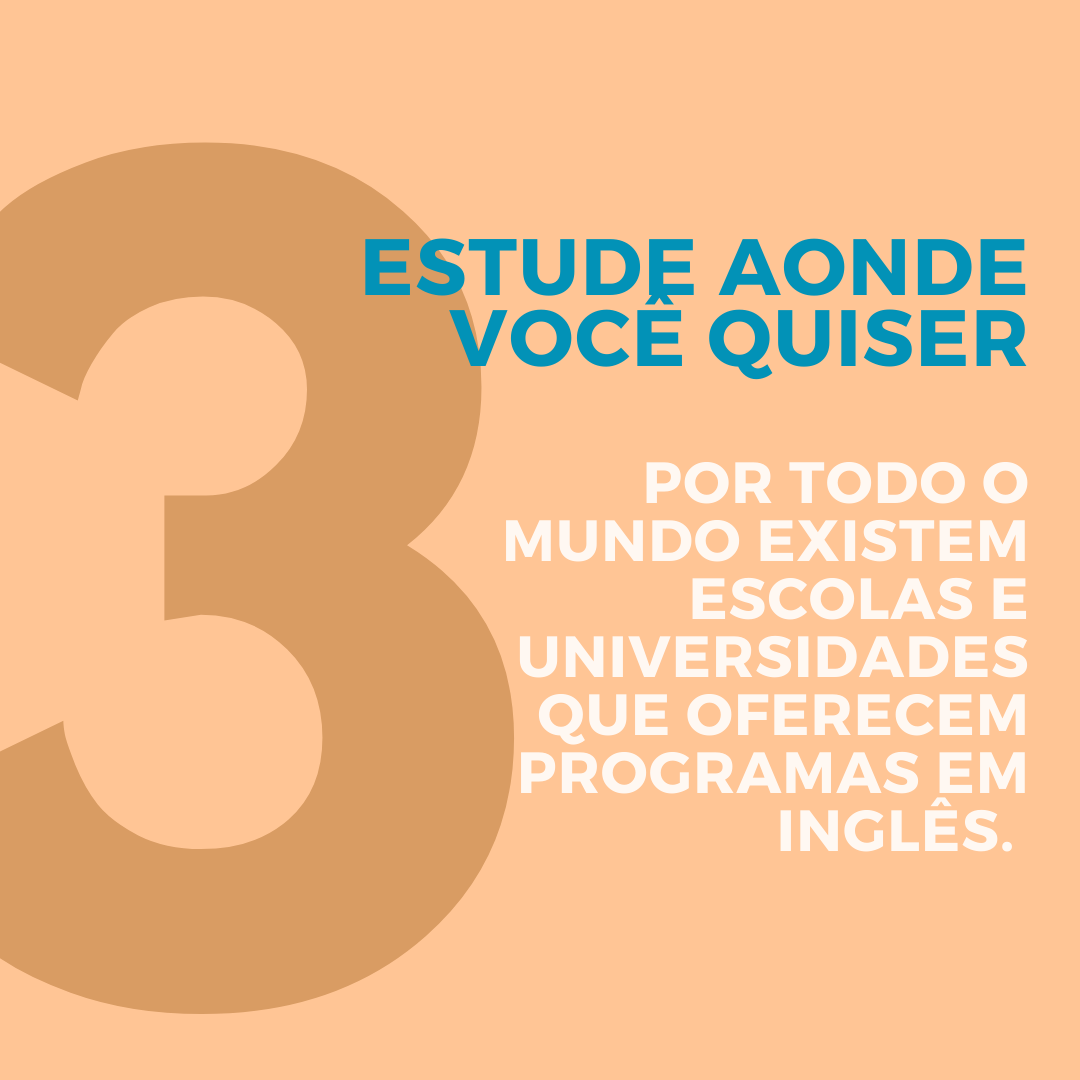 3
ESTUDE AONDE
VOCÊ QUISER
POR TODO O
MUNDO EXISTEM
ESCOLAS E
UNIVERSIDADES
QUE OFERECEM
PROGRAMAS EM
INGLÊS.